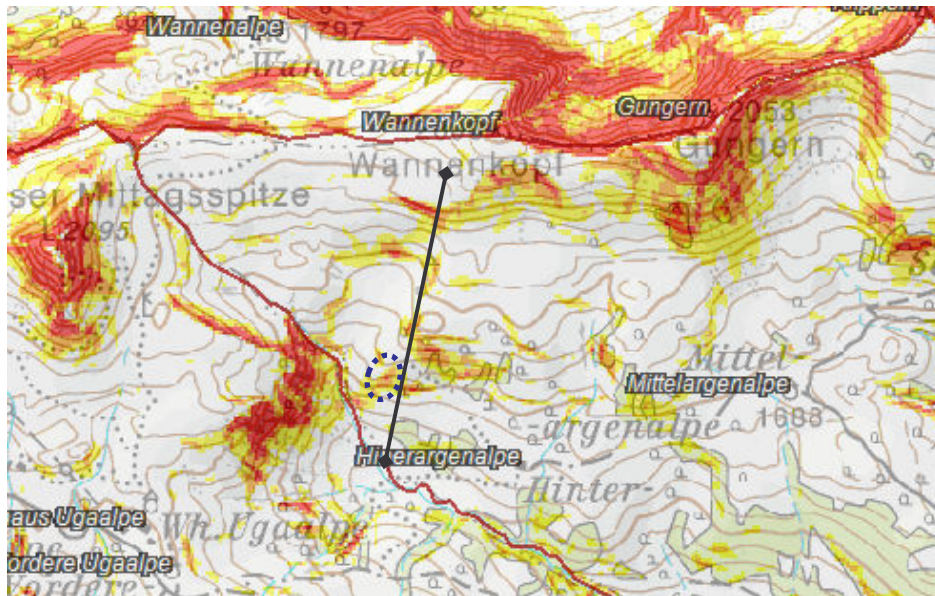 Wannenalpe
1797
Wannenalpe
Gungern
Wannenkopf
2053
Wannenkopf
Gungern
ser Mittagsspitze
2095
Mittel-
Mittelargenalpe
-argenalpe
1688
Hinterargenalpe
Hinter-
aus Ugaalpe
Wh.Ugaalpe
ordere Ugaalpe
Vordere-